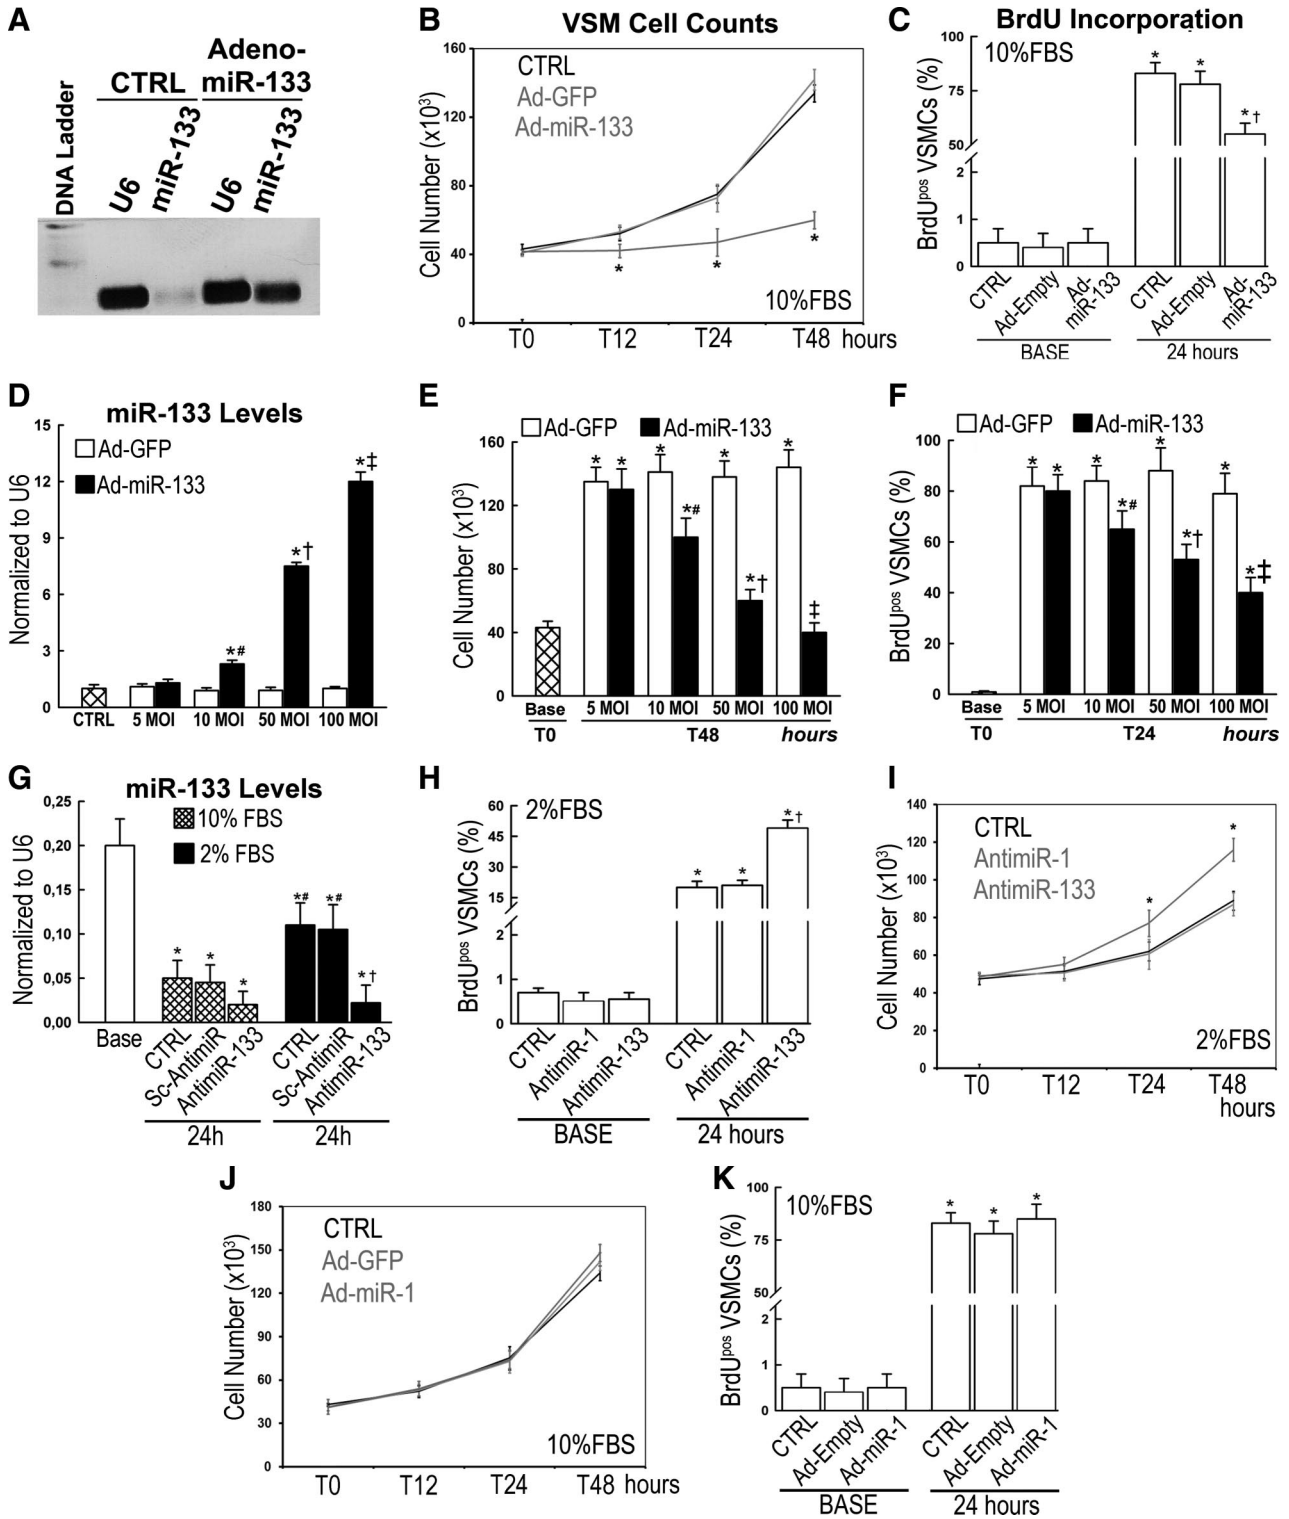 A
Adeno-
CTRL miR-133
DNA Ladder
U6
miR-133
U6
miR-133
B
VSM Cell Counts
CTRL
Ad-GFP
Ad-miR-133
Cell Number (x10³)
160
120
80
40
0
*
*
*
10%FBS
T0 T12 T24 T48 hours
C
BrdU Incorporation
10%FBS
BrdUpos VSMCs (%)
100
75
50
2
1
0
*
*
*†
CTRL
Ad-Empty
Ad-
miR-133
CTRL
Ad-Empty
Ad-
miR-133
BASE
24 hours
D
miR-133 Levels
Ad-GFP
Ad-miR-133
Normalized to U6
15
12
9
6
3
0
*#
*†
*‡
CTRL 5 MOI 10 MOI 50 MOI 100 MOI
E
Ad-GFP Ad-miR-133
Cell Number (x10³)
160
120
80
40
0
* * * *# * *† * ‡
Base 5 MOI 10 MOI 50 MOI 100 MOI
T0 T48 hours
F
Ad-GFP Ad-miR-133
BrdUpos VSMCs (%)
100
80
60
40
20
0
* * * *# * *† * *‡
Base 5 MOI 10 MOI 50 MOI 100 MOI
T0 T24 hours
G
miR-133 Levels
10% FBS
2% FBS
Normalized to U6
0,25
0,20
0,15
0,10
0,05
0,00
* * * *# *# *†
Base
CTRL
Sc-AntimiR
AntimiR-133
CTRL
Sc-AntimiR
AntimiR-133
24h
24h
H
2%FBS
BrdUpos VSMCs (%)
60
45
30
15
2
1
0
* * *†
CTRL
AntimiR-1
AntimiR-133
CTRL
AntimiR-1
AntimiR-133
BASE
24 hours
I
CTRL
AntimiR-1
AntimiR-133
Cell Number (x10³)
140
120
100
80
60
40
20
0
*
*
2%FBS
T0 T12 T24 T48
hours
J
CTRL
Ad-GFP
Ad-miR-1
Cell Number (x10³)
180
150
120
90
60
30
0
10%FBS
T0 T12 T24 T48 hours
K
10%FBS
BrdUpos VSMCs (%)
100
75
50
2
1
0
* * *
CTRL
Ad-Empty
Ad-miR-1
CTRL
Ad-Empty
Ad-miR-1
BASE
24 hours